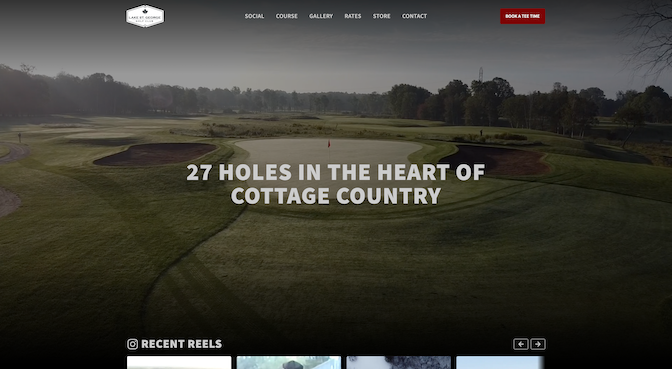 LAKE ST. GEORGE
GOLF CLUB
SOCIAL COURSE GALLERY RATES STORE CONTACT
BOOK A TEE TIME
27 HOLES IN THE HEART OF
COTTAGE COUNTRY
RECENT REELS